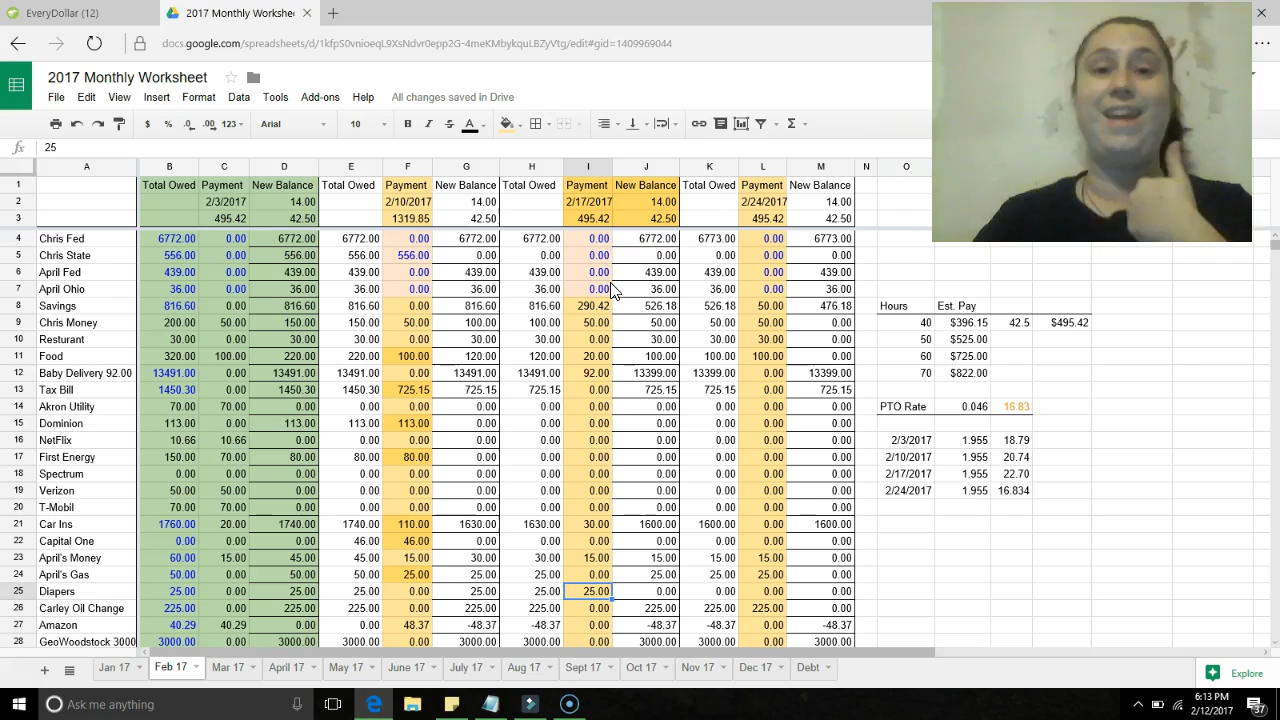 EveryDollar (12)
2017 Monthly Workshee
docs.google.com/spreadsheets/d/1kfpS0vnioeqL9XsNdvr0epp2G-4meKMbykquLBZyVtg/edit#gid=1409969044
2017 Monthly Worksheet
File Edit View Insert Format Data Tools Add-ons Help All changes saved in Drive
$ % .0 .00 123 Arial 10 B I S A
fx 25
A B C D E F G H I J K L M N O
1 Total Owed Payment New Balance Total Owed Payment New Balance Total Owed Payment New Balance Total Owed Payment New Balance
2 2/3/2017 14.00 2/10/2017 14.00 2/17/2017 14.00 2/24/2017 14.00
3 495.42 42.50 1319.85 42.50 495.42 42.50 495.42 42.50
4 Chris Fed 6772.00 0.00 6772.00 6772.00 0.00 6772.00 6772.00 0.00 6772.00 6773.00 0.00 6773.00
5 Chris State 556.00 0.00 556.00 556.00 556.00 0.00 0.00 0.00 0.00 0.00 0.00 0.00
6 April Fed 439.00 0.00 439.00 439.00 0.00 439.00 439.00 0.00 439.00 439.00 0.00 439.00
7 April Ohio 36.00 0.00 36.00 36.00 0.00 36.00 36.00 0.00 36.00 36.00 0.00 36.00
8 Savings 816.60 0.00 816.60 816.60 0.00 816.60 816.60 290.42 526.18 526.18 50.00 476.18 Hours Est. Pay
9 Chris Money 200.00 50.00 150.00 150.00 50.00 100.00 100.00 50.00 50.00 50.00 50.00 0.00 40 $396.15 42.5 $495.42
10 Resturant 30.00 0.00 30.00 30.00 0.00 30.00 30.00 0.00 30.00 30.00 30.00 0.00 50 $525.00
11 Food 320.00 100.00 220.00 220.00 100.00 120.00 120.00 20.00 100.00 100.00 100.00 0.00 60 $725.00
12 Baby Delivery 92.00 13491.00 0.00 13491.00 13491.00 0.00 13491.00 13491.00 92.00 13399.00 13399.00 0.00 13399.00 70 $822.00
13 Tax Bill 1450.30 0.00 1450.30 1450.30 725.15 725.15 725.15 0.00 725.15 725.15 0.00 725.15
14 Akron Utility 70.00 70.00 0.00 0.00 0.00 0.00 0.00 0.00 0.00 0.00 0.00 0.00 PTO Rate 0.046 16.83
15 Dominion 113.00 0.00 113.00 113.00 113.00 0.00 0.00 0.00 0.00 0.00 0.00 0.00
16 NetFlix 10.66 10.66 0.00 0.00 0.00 0.00 0.00 0.00 0.00 0.00 0.00 0.00 2/3/2017 1.955 18.79
17 First Energy 150.00 70.00 80.00 80.00 80.00 0.00 0.00 0.00 0.00 0.00 0.00 0.00 2/10/2017 1.955 20.74
18 Spectrum 0.00 0.00 0.00 0.00 0.00 0.00 0.00 0.00 0.00 0.00 0.00 0.00 2/17/2017 1.955 22.70
19 Verizon 50.00 50.00 0.00 0.00 0.00 0.00 0.00 0.00 0.00 0.00 0.00 0.00 2/24/2017 1.955 16.834
20 T-Mobil 70.00 70.00 0.00 0.00 0.00 0.00 0.00 0.00 0.00 0.00 0.00 0.00
21 Car Ins 1760.00 20.00 1740.00 1740.00 110.00 1630.00 1630.00 30.00 1600.00 1600.00 0.00 1600.00
22 Capital One 0.00 0.00 0.00 46.00 46.00 0.00 0.00 0.00 0.00 0.00 0.00 0.00
23 April's Money 60.00 15.00 45.00 45.00 15.00 30.00 30.00 15.00 15.00 15.00 15.00 0.00
24 April's Gas 50.00 0.00 50.00 50.00 25.00 25.00 25.00 0.00 25.00 25.00 25.00 0.00
25 Diapers 25.00 0.00 25.00 25.00 0.00 25.00 25.00 25.00 0.00 0.00 0.00 0.00
26 Carley Oil Change 225.00 0.00 225.00 225.00 0.00 225.00 225.00 0.00 225.00 225.00 225.00 0.00
27 Amazon 40.29 40.29 0.00 0.00 48.37 -48.37 -48.37 0.00 -48.37 -48.37 0.00 -48.37
28 GeoWoodstock 3000 3000.00 0.00 3000.00 3000.00 0.00 3000.00 3000.00 0.00 3000.00 3000.00 0.00 3000.00
Jan 17 Feb 17 Mar 17 April 17 May 17 June 17 July 17 Aug 17 Sept 17 Oct 17 Nov 17 Dec 17 Debt Explore
Ask me anything
6:13 PM
2/12/2017
37